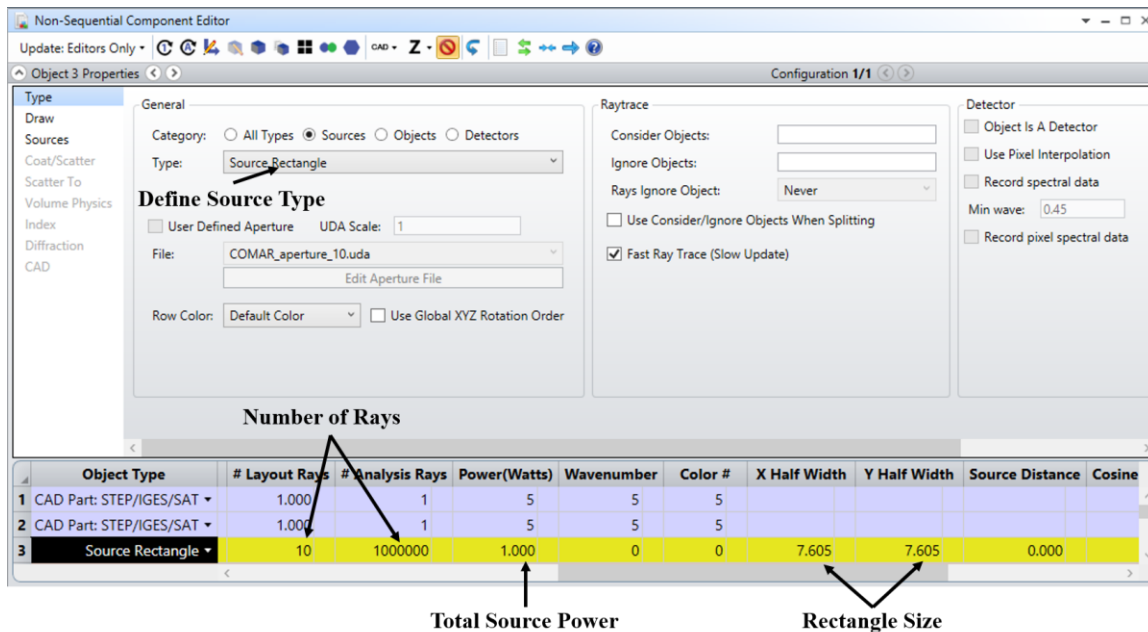 Non-Sequential Component Editor
Update: Editors Only CAD Z
Object 3 Properties Configuration 1/1
Type
Draw
Sources
Coat/Scatter
Scatter To
Volume Physics
Index
Diffraction
CAD
General
Category: All Types Sources Objects Detectors
Type: Source Rectangle
Define Source Type
User Defined Aperture UDA Scale: 1
File: COMAR_aperture_10.uda
Edit Aperture File
Row Color: Default Color Use Global XYZ Rotation Order
Raytrace
Consider Objects:
Ignore Objects:
Rays Ignore Object: Never
Use Consider/Ignore Objects When Splitting
Fast Ray Trace (Slow Update)
Detector
Object Is A Detector
Use Pixel Interpolation
Record spectral data
Min wave: 0.45
Record pixel spectral data
Number of Rays
Object Type # Layout Rays # Analysis Rays Power(Watts) Wavenumber Color # X Half Width Y Half Width Source Distance Cosine
1 CAD Part: STEP/IGES/SAT 1.000 1 5 5 5
2 CAD Part: STEP/IGES/SAT 1.000 1 5 5 5
3 Source Rectangle 10 1000000 1.000 0 0 7.605 7.605 0.000
Total Source Power Rectangle Size